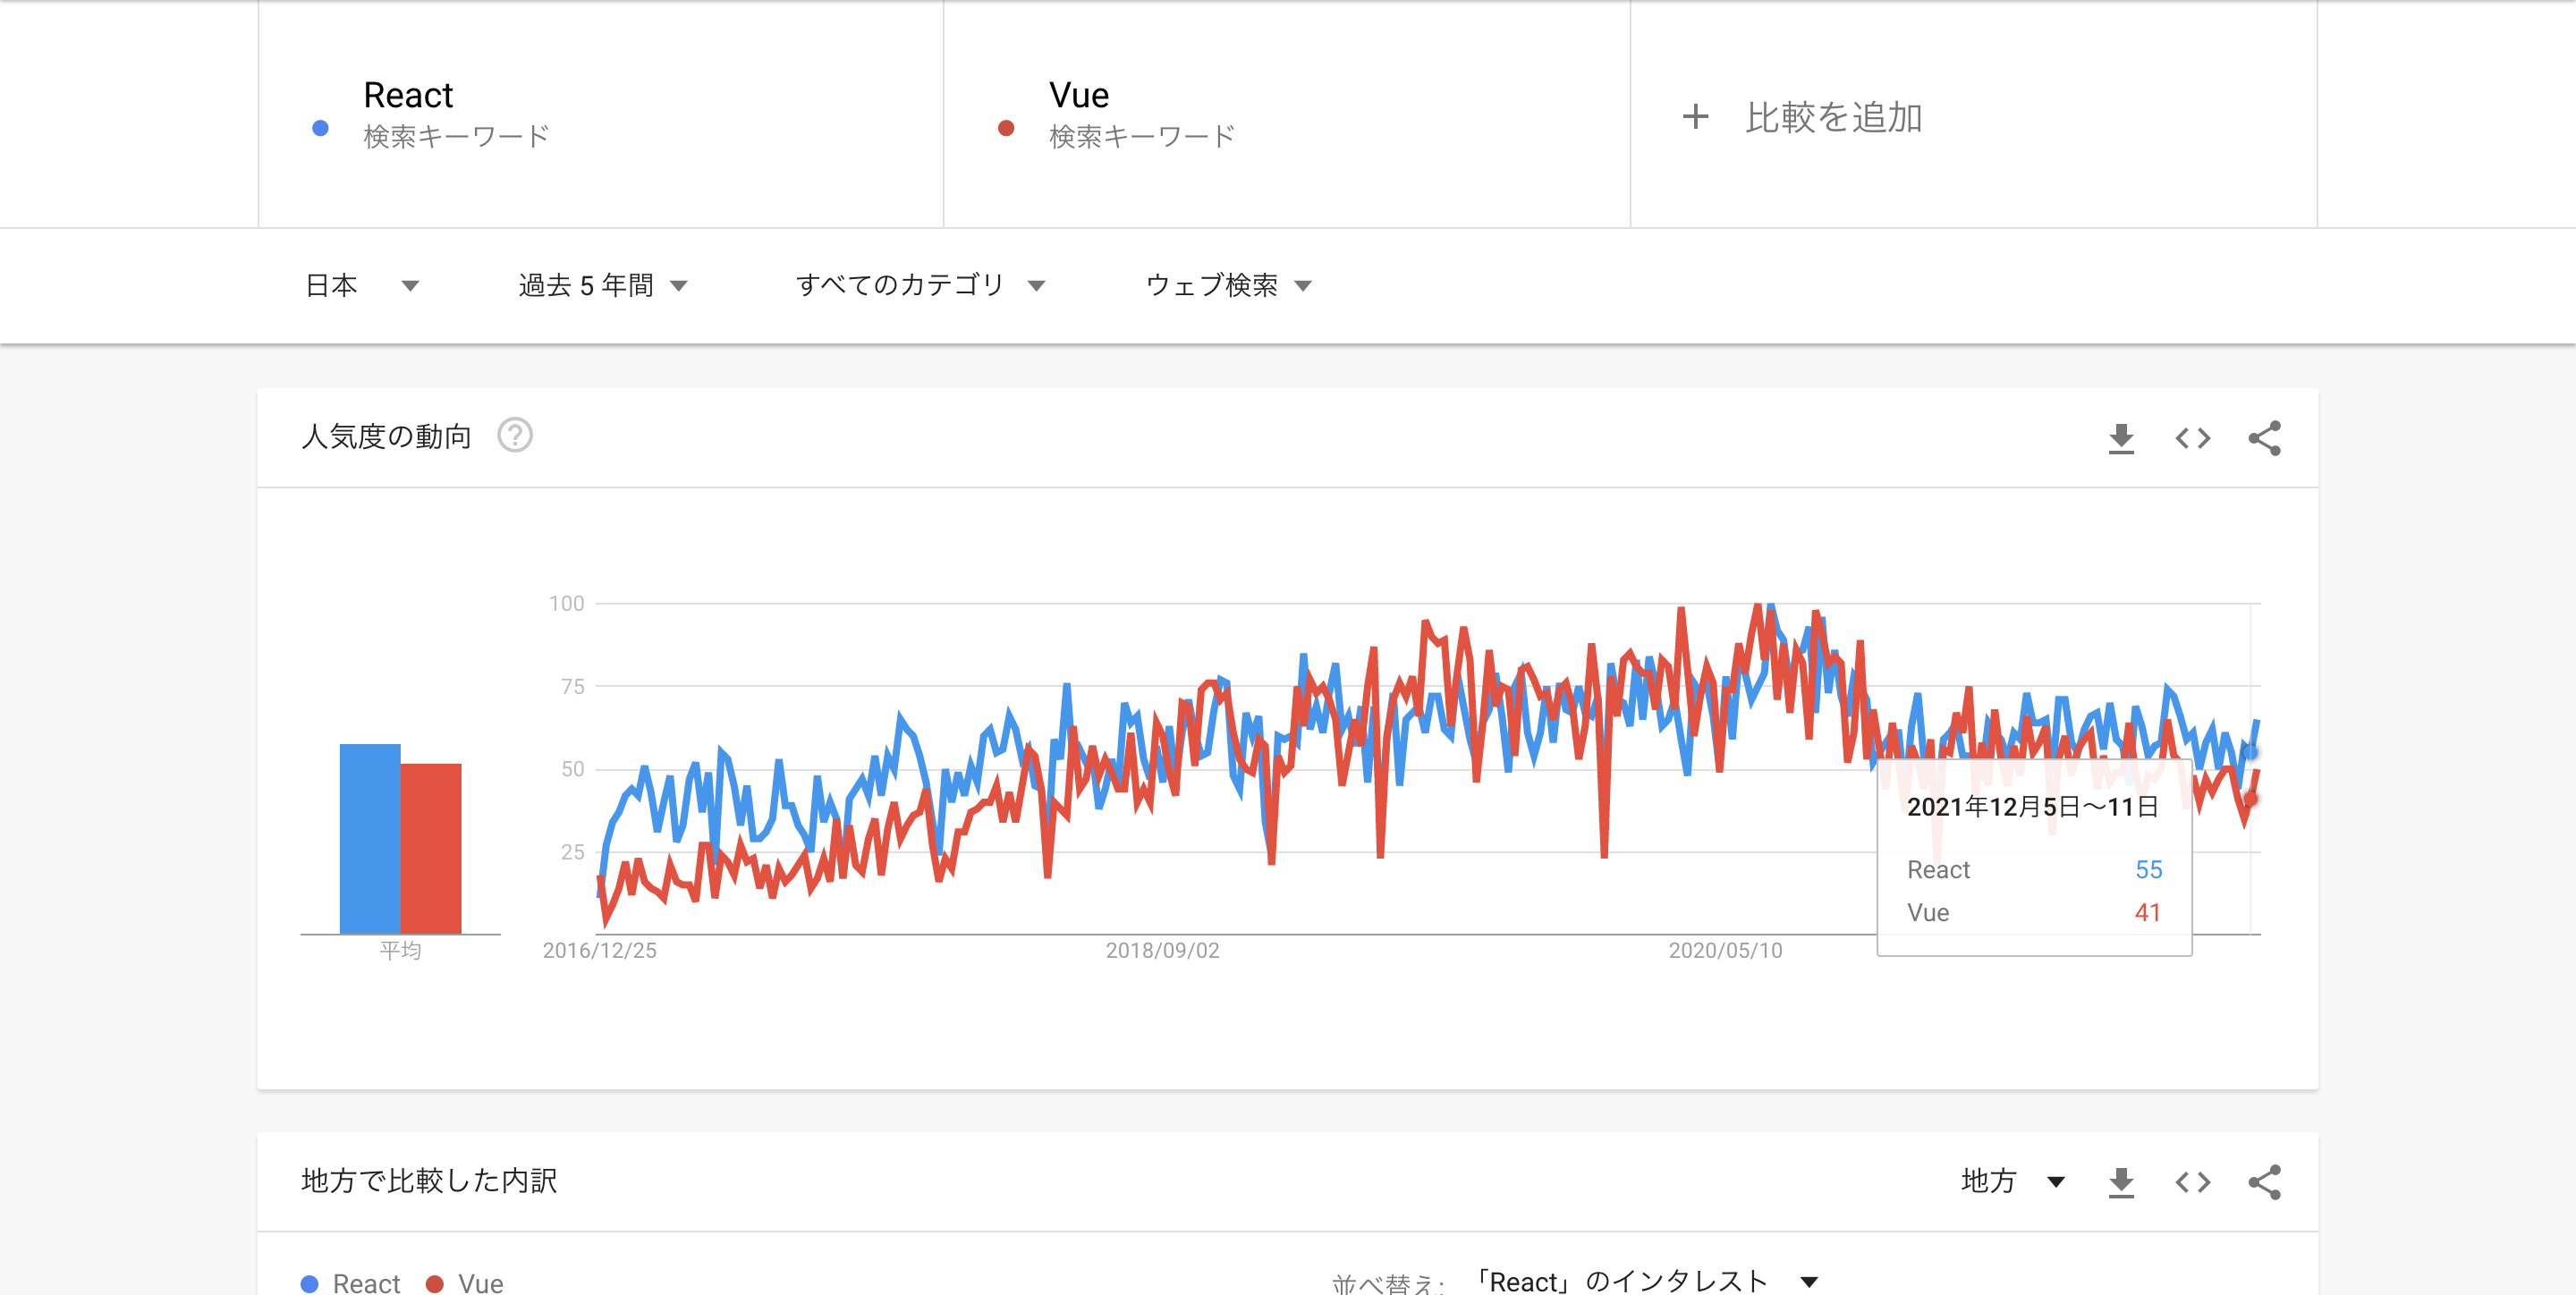 React
検索キーワード
Vue
検索キーワード
+ 比較を追加
日本
過去 5 年間
すべてのカテゴリ
ウェブ検索
人気度の動向
?
100
75
50
25
平均
2016/12/25
2018/09/02
2020/05/10
2021年12月5日〜11日
React 55
Vue 41
地方で比較した内訳
地方
React Vue
並べ替え: 「React」のインタレスト